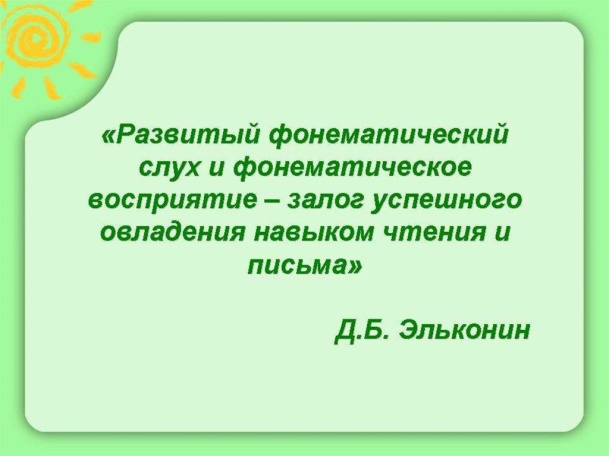 «Развитый фонематический
слух и фонематическое
восприятие – залог успешного
овладения навыком чтения и
письма»
Д.Б. Эльконин